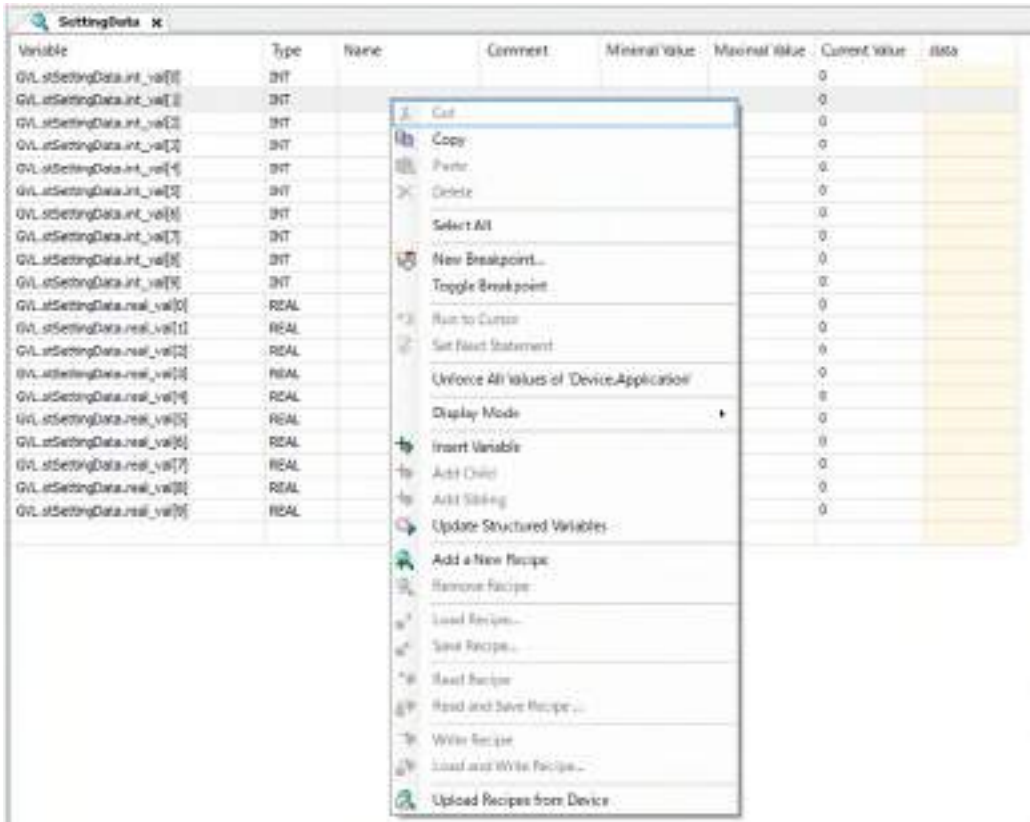 SettingData
Variable Type Name Comment Minimal Value Maximal Value Current Value data
GVL.stSettingData.int_val[0] INT 0
GVL.stSettingData.int_val[1] INT 0
GVL.stSettingData.int_val[2] INT 0
GVL.stSettingData.int_val[3] INT 0
GVL.stSettingData.int_val[4] INT 0
GVL.stSettingData.int_val[5] INT 0
GVL.stSettingData.int_val[6] INT 0
GVL.stSettingData.int_val[7] INT 0
GVL.stSettingData.int_val[8] INT 0
GVL.stSettingData.int_val[9] INT 0
GVL.stSettingData.real_val[0] REAL 0
GVL.stSettingData.real_val[1] REAL 0
GVL.stSettingData.real_val[2] REAL 0
GVL.stSettingData.real_val[3] REAL 0
GVL.stSettingData.real_val[4] REAL 0
GVL.stSettingData.real_val[5] REAL 0
GVL.stSettingData.real_val[6] REAL 0
GVL.stSettingData.real_val[7] REAL 0
GVL.stSettingData.real_val[8] REAL 0
GVL.stSettingData.real_val[9] REAL 0
Cut
Copy
Paste
Delete
Select All
New Breakpoint...
Toggle Breakpoint
Run to Cursor
Set Next Statement
Unforce All Values of 'Device.Application'
Display Mode
Insert Variable
Add Child
Add Sibling
Update Structured Variables
Add a New Recipe
Remove Recipe
Load Recipe...
Save Recipe...
Read Recipe
Read and Save Recipe...
Write Recipe
Load and Write Recipe...
Upload Recipes from Device